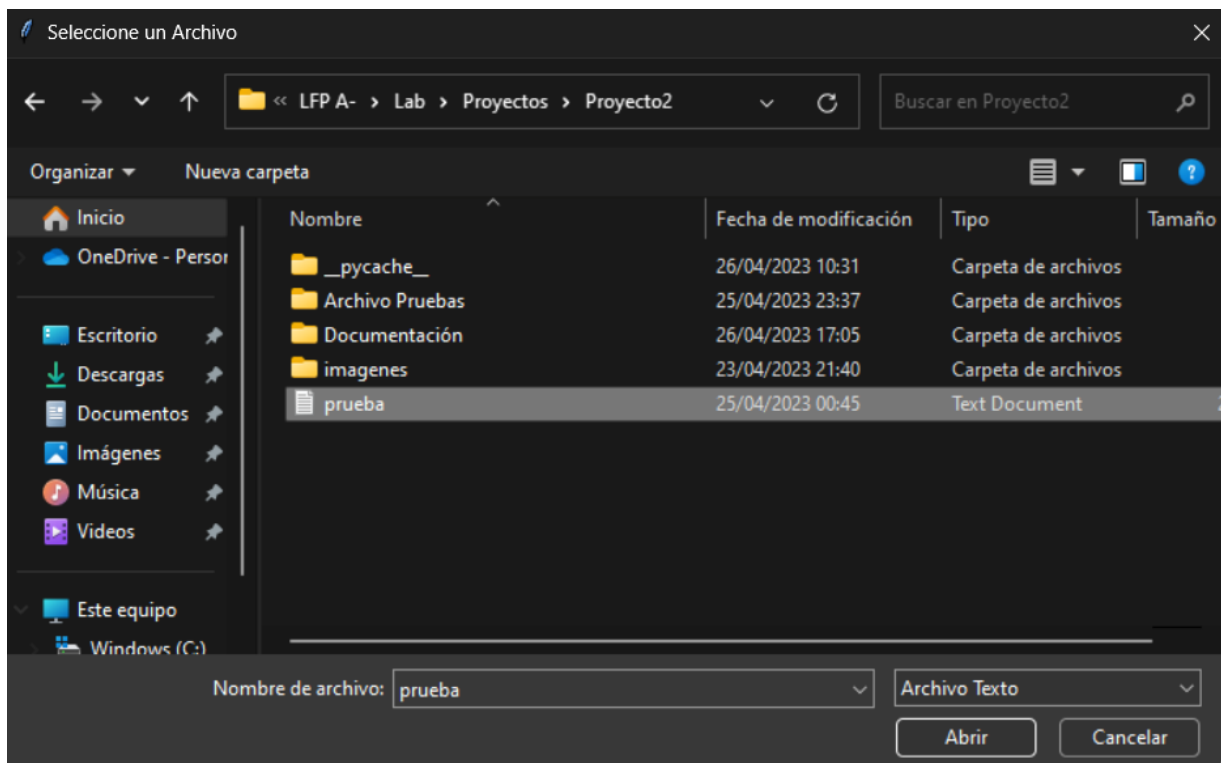 Seleccione un Archivo
« LFP A- > Lab > Proyectos > Proyecto2
Buscar en Proyecto2
Organizar
Nueva carpeta
Inicio
OneDrive - Person
Escritorio
Descargas
Documentos
Imágenes
Música
Videos
Este equipo
Windows (C:)
Nombre Fecha de modificación Tipo Tamaño
__pycache__ 26/04/2023 10:31 Carpeta de archivos
Archivo Pruebas 25/04/2023 23:37 Carpeta de archivos
Documentación 26/04/2023 17:05 Carpeta de archivos
imagenes 23/04/2023 21:40 Carpeta de archivos
prueba 25/04/2023 00:45 Text Document
Nombre de archivo: prueba
Archivo Texto
Abrir
Cancelar